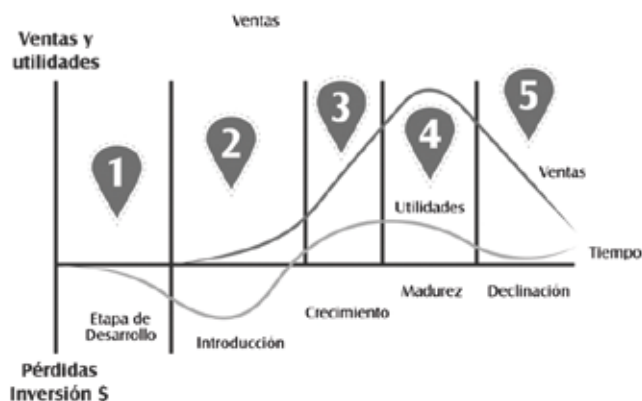 Ventas
Ventas y
utilidades
1
2
3
4
5
Ventas
Utilidades
Tiempo
Etapa de
Desarrollo
Introducción
Crecimiento
Madurez
Declinación
Pérdidas
Inversión $